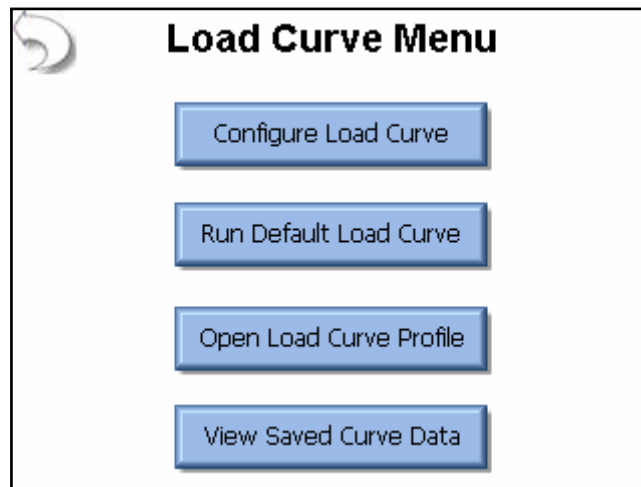 Load Curve Menu
Configure Load Curve
Run Default Load Curve
Open Load Curve Profile
View Saved Curve Data